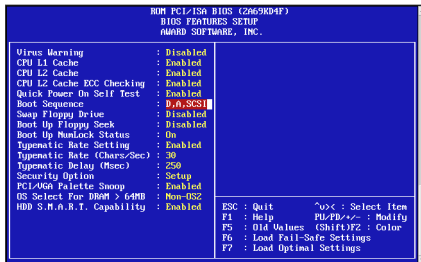 ROM PCI/ISA BIOS (2A69KD4F)
BIOS FEATURES SETUP
AWARD SOFTWARE, INC.
Virus Warning : Disabled
CPU L1 Cache : Enabled
CPU L2 Cache : Enabled
CPU L2 Cache ECC Checking : Enabled
Quick Power On Self Test : Enabled
Boot Sequence : D,A,SCSI
Swap Floppy Drive : Disabled
Boot Up Floppy Seek : Disabled
Boot Up NumLock Status : On
Typematic Rate Setting : Enabled
Typematic Rate (Chars/Sec) : 30
Typematic Delay (Msec) : 250
Security Option : Setup
PCI/VGA Palette Snoop : Enabled
OS Select For DRAM > 64MB : Non-OS2
HDD S.M.A.R.T. Capability : Enabled
ESC : Quit ^v>< : Select Item
F1 : Help PU/PD/+/- : Modify
F5 : Old Values (Shift)F2 : Color
F6 : Load Fail-Safe Settings
F7 : Load Optimal Settings